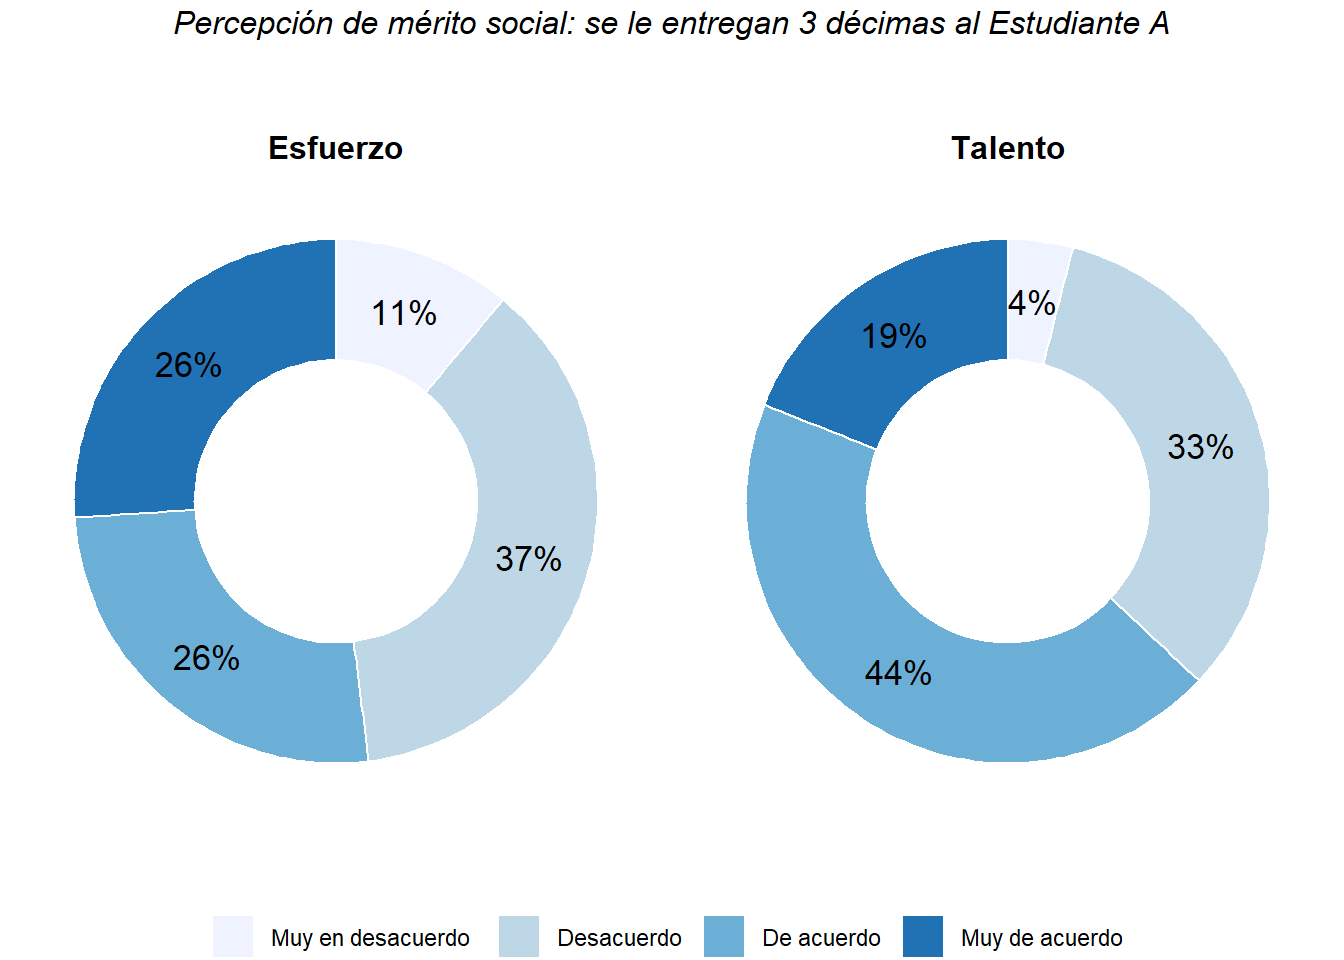 Percepción de mérito social: se le entregan 3 décimas al Estudiante A
Esfuerzo
11%
37%
26%
26%
Talento
4%
33%
44%
19%
Muy en desacuerdo
Desacuerdo
De acuerdo
Muy de acuerdo